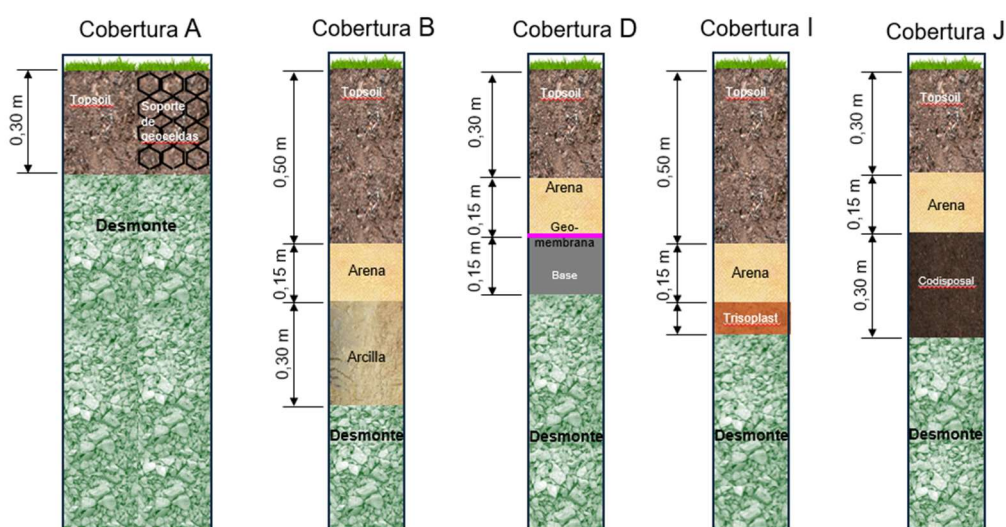 Cobertura A
0,30 m
Topsoil
Soporte
de
geoceldas
Desmonte
Cobertura B
0,50 m
0,15 m
0,30 m
Topsoil
Arena
Arcilla
Desmonte
Cobertura D
0,30 m
0,15 m
0,15 m
Topsoil
Arena
Geo-
membrana
Base
Desmonte
Cobertura I
0,50 m
0,15 m
Topsoil
Arena
Trisoplast
Desmonte
Cobertura J
0,30 m
0,15 m
0,30 m
Topsoil
Arena
Codisposal
Desmonte